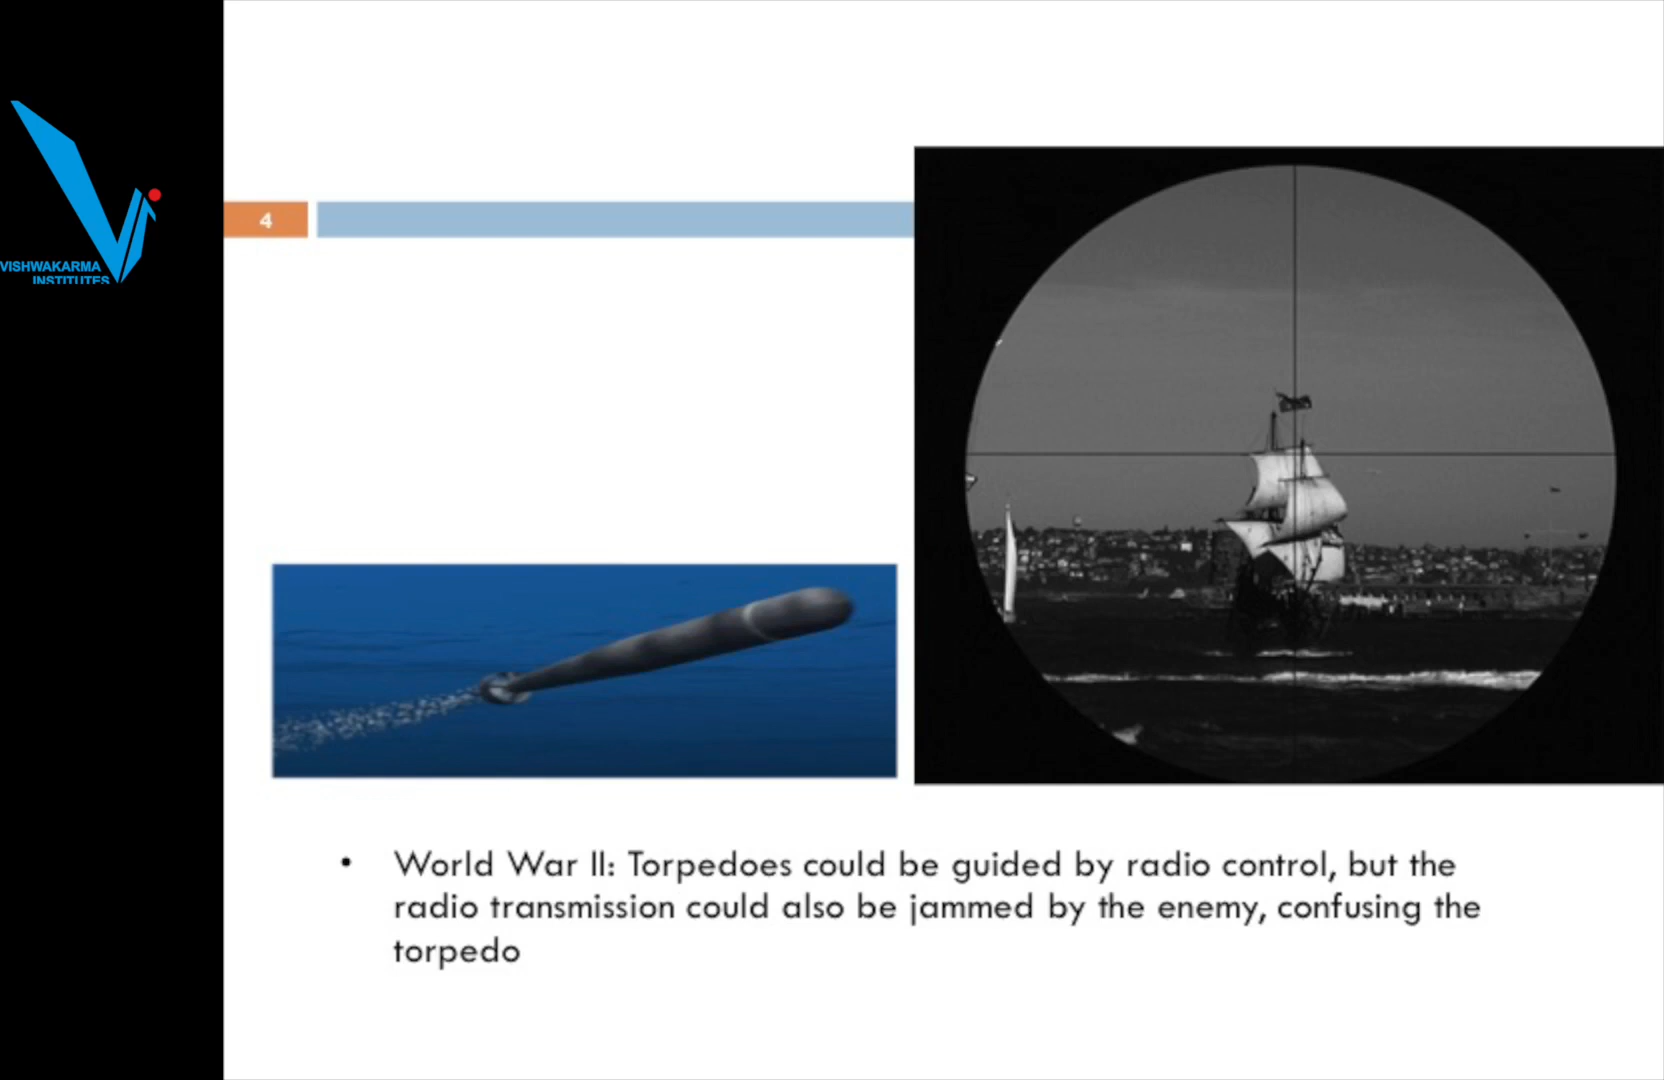 VISHWAKARMA
INSTITUTES
4
• World War II: Torpedoes could be guided by radio control, but the
radio transmission could also be jammed by the enemy, confusing the
torpedo